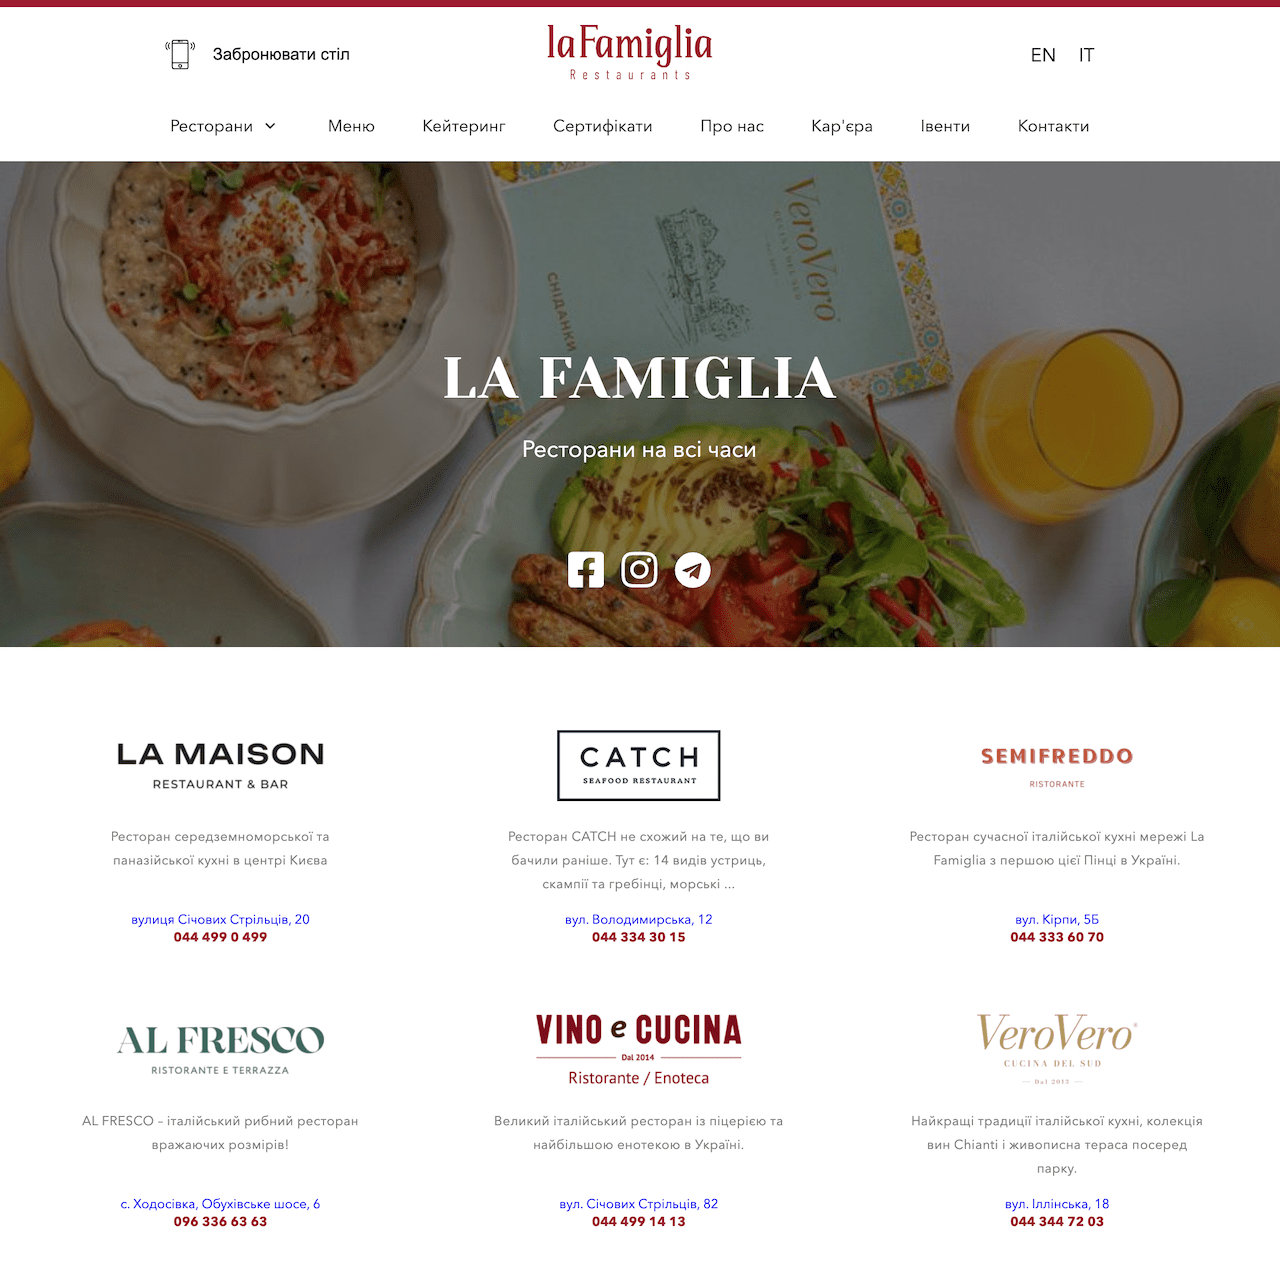 Забронювати стіл
laFamiglia
Restaurants
EN IT
Ресторани Меню Кейтеринг Сертифікати Про нас Кар'єра Івенти Контакти
VeroVero
CUCINA DEL SUD
СНІДАНКИ
LA FAMIGLIA
Ресторани на всі часи
LA MAISON
RESTAURANT & BAR
Ресторан середземноморської та
паназійської кухні в центрі Києва
вулиця Січових Стрільців, 20
044 499 0 499
CATCH
SEAFOOD RESTAURANT
Ресторан CATCH не схожий на те, що ви
бачили раніше. Тут є: 14 видів устриць,
скампії та гребінці, морські ...
вул. Володимирська, 12
044 334 30 15
SEMIFREDDO
RISTORANTE
Ресторан сучасної італійської кухні мережі La
Famiglia з першою цієї Пінці в Україні.
вул. Кірпи, 5Б
044 333 60 70
AL FRESCO
RISTORANTE E TERRAZZA
AL FRESCO – італійський рибний ресторан
вражаючих розмірів!
с. Ходосівка, Обухівське шосе, 6
096 336 63 63
VINO e CUCINA
Dal 2014
Ristorante / Enoteca
Великий італійський ресторан із піцерією та
найбільшою енотекою в Україні.
вул. Січових Стрільців, 82
044 499 14 13
VeroVero®
CUCINA DEL SUD
Dal 2013
Найкращі традиції італійської кухні, колекція
вин Chianti і живописна тераса посеред
парку.
вул. Іллінська, 18
044 344 72 03